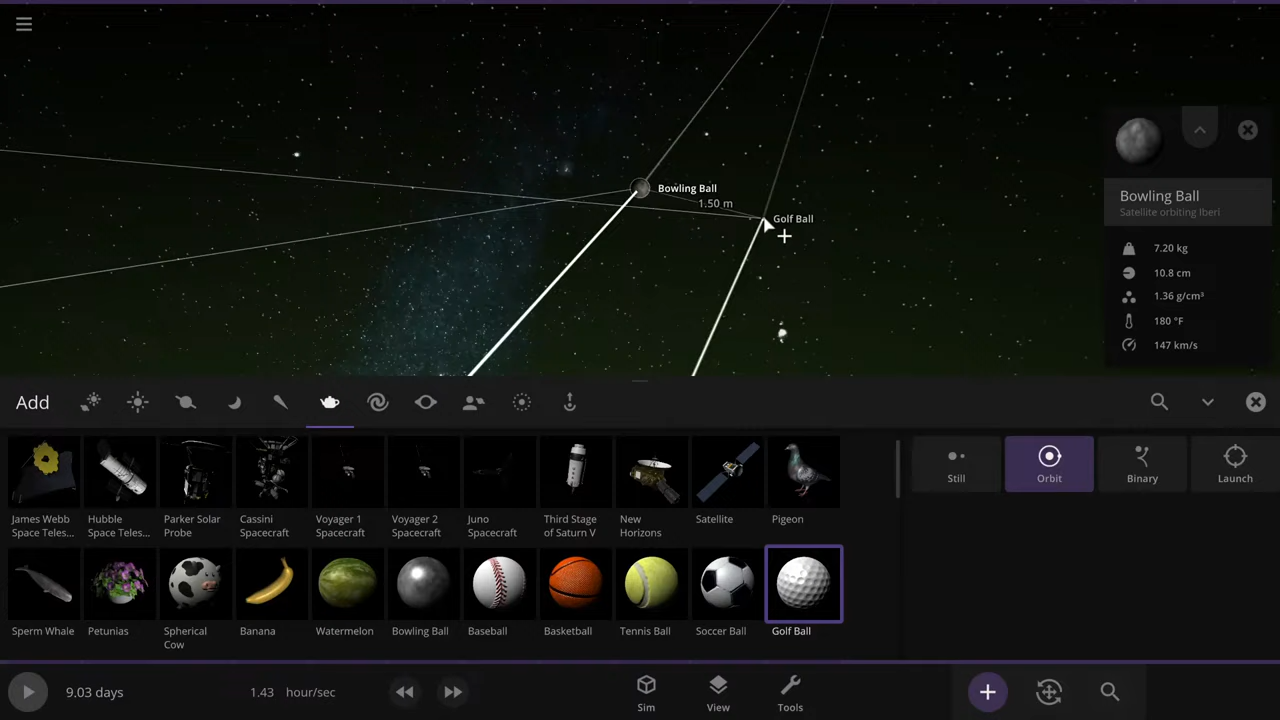 Bowling Ball
1.50 m
Golf Ball
Bowling Ball
Satellite orbiting Iberi
7.20 kg
10.8 cm
1.36 g/cm³
180 °F
147 km/s
Add
James Webb
Space Teles...
Hubble
Space Teles...
Parker Solar
Probe
Cassini
Spacecraft
Voyager 1
Spacecraft
Voyager 2
Spacecraft
Juno
Spacecraft
Third Stage
of Saturn V
New
Horizons
Satellite
Pigeon
Still
Orbit
Binary
Launch
Sperm Whale
Petunias
Spherical
Cow
Banana
Watermelon
Bowling Ball
Baseball
Basketball
Tennis Ball
Soccer Ball
Golf Ball
9.03 days
1.43 hour/sec
Sim
View
Tools